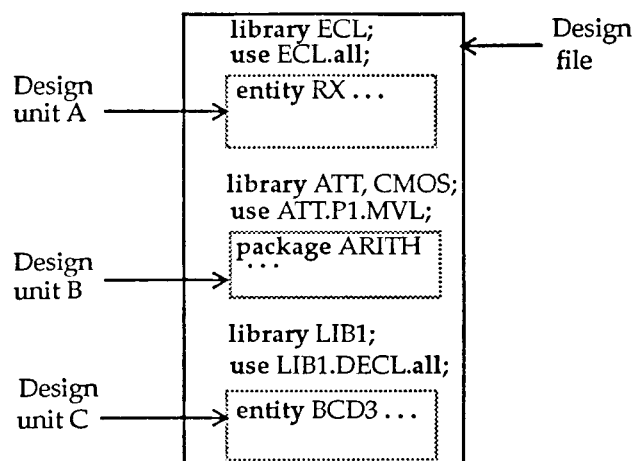 library ECL;
use ECL.all;
Design
file
Design
unit A
entity RX ...
library ATT, CMOS;
use ATT.P1.MVL;
Design
unit B
package ARITH
...
library LIB1;
use LIB1.DECL.all;
Design
unit C
entity BCD3 ...